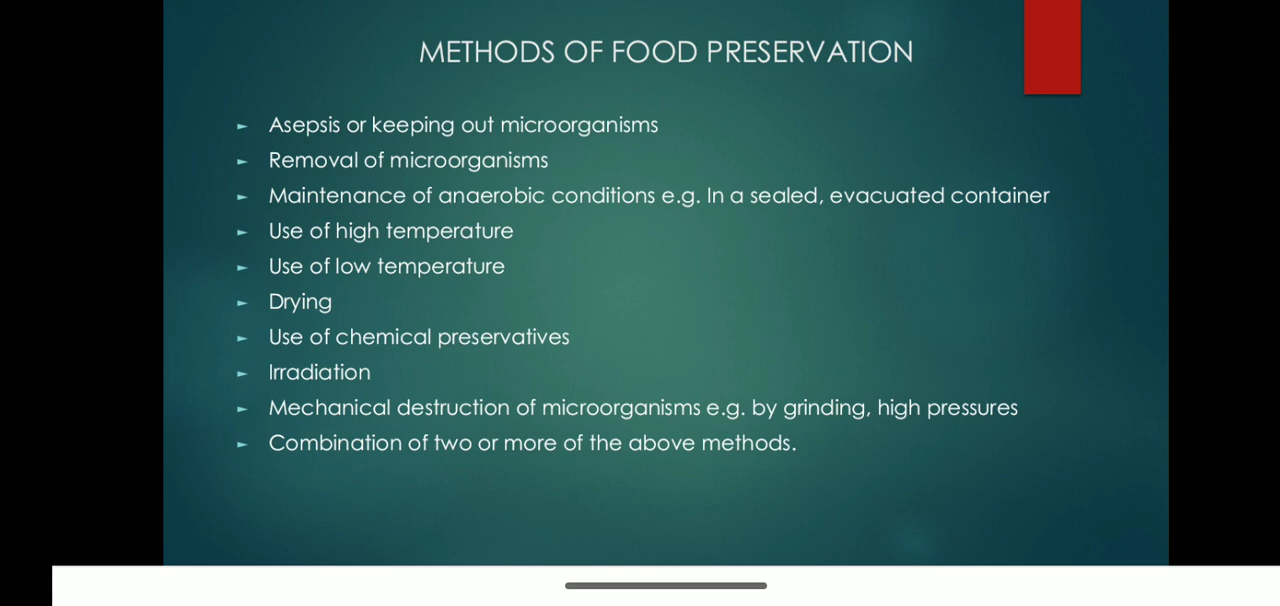 METHODS OF FOOD PRESERVATION
► Asepsis or keeping out microorganisms
► Removal of microorganisms
► Maintenance of anaerobic conditions e.g. In a sealed, evacuated container
► Use of high temperature
► Use of low temperature
► Drying
► Use of chemical preservatives
► Irradiation
► Mechanical destruction of microorganisms e.g. by grinding, high pressures
► Combination of two or more of the above methods.